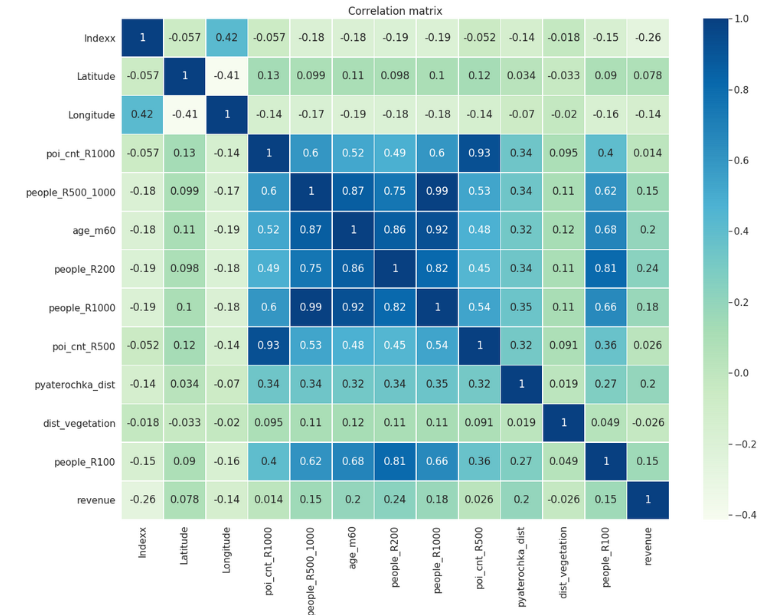 Correlation matrix
Indexx 1 -0.057 0.42 -0.057 -0.18 -0.18 -0.19 -0.19 -0.052 -0.14 -0.018 -0.15 -0.26
Latitude -0.057 1 -0.41 0.13 0.099 0.11 0.098 0.1 0.12 0.034 -0.033 0.09 0.078
Longitude 0.42 -0.41 1 -0.14 -0.17 -0.19 -0.18 -0.18 -0.14 -0.07 -0.02 -0.16 -0.14
poi_cnt_R1000 -0.057 0.13 -0.14 1 0.6 0.52 0.49 0.6 0.93 0.34 0.095 0.4 0.014
people_R500_1000 -0.18 0.099 -0.17 0.6 1 0.87 0.75 0.99 0.53 0.34 0.11 0.62 0.15
age_m60 -0.18 0.11 -0.19 0.52 0.87 1 0.86 0.92 0.48 0.32 0.12 0.68 0.2
people_R200 -0.19 0.098 -0.18 0.49 0.75 0.86 1 0.82 0.45 0.34 0.11 0.81 0.24
people_R1000 -0.19 0.1 -0.18 0.6 0.99 0.92 0.82 1 0.54 0.35 0.11 0.66 0.18
poi_cnt_R500 -0.052 0.12 -0.14 0.93 0.53 0.48 0.45 0.54 1 0.32 0.091 0.36 0.026
pyaterochka_dist -0.14 0.034 -0.07 0.34 0.34 0.32 0.34 0.35 0.32 1 0.019 0.27 0.2
dist_vegetation -0.018 -0.033 -0.02 0.095 0.11 0.12 0.11 0.11 0.091 0.019 1 0.049 -0.026
people_R100 -0.15 0.09 -0.16 0.4 0.62 0.68 0.81 0.66 0.36 0.27 0.049 1 0.15
revenue -0.26 0.078 -0.14 0.014 0.15 0.2 0.24 0.18 0.026 0.2 -0.026 0.15 1
Indexx
Latitude
Longitude
poi_cnt_R1000
people_R500_1000
age_m60
people_R200
people_R1000
poi_cnt_R500
pyaterochka_dist
dist_vegetation
people_R100
revenue
1.0
0.8
0.6
0.4
0.2
0.0
−0.2
−0.4